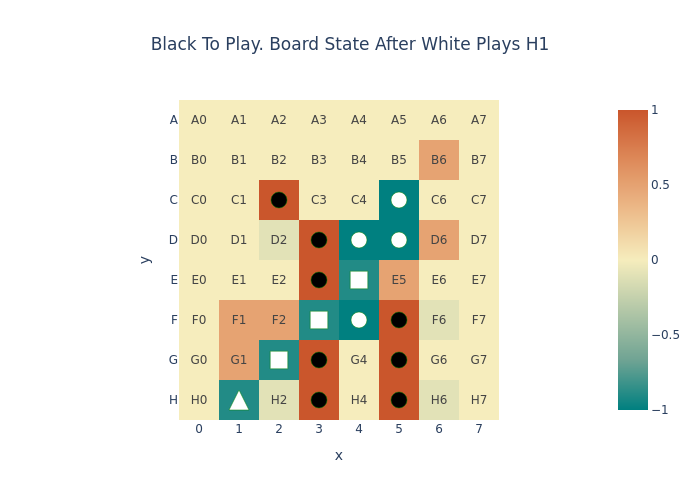 Black To Play. Board State After White Plays H1
A A0 A1 A2 A3 A4 A5 A6 A7
B B0 B1 B2 B3 B4 B5 B6 B7
C C0 C1 C3 C4 C6 C7
D D0 D1 D2 D6 D7
E E0 E1 E2 E5 E6 E7
F F0 F1 F2 F6 F7
G G0 G1 G4 G6 G7
H H0 H2 H4 H6 H7
0 1 2 3 4 5 6 7
x
y
1
0.5
0
−0.5
−1